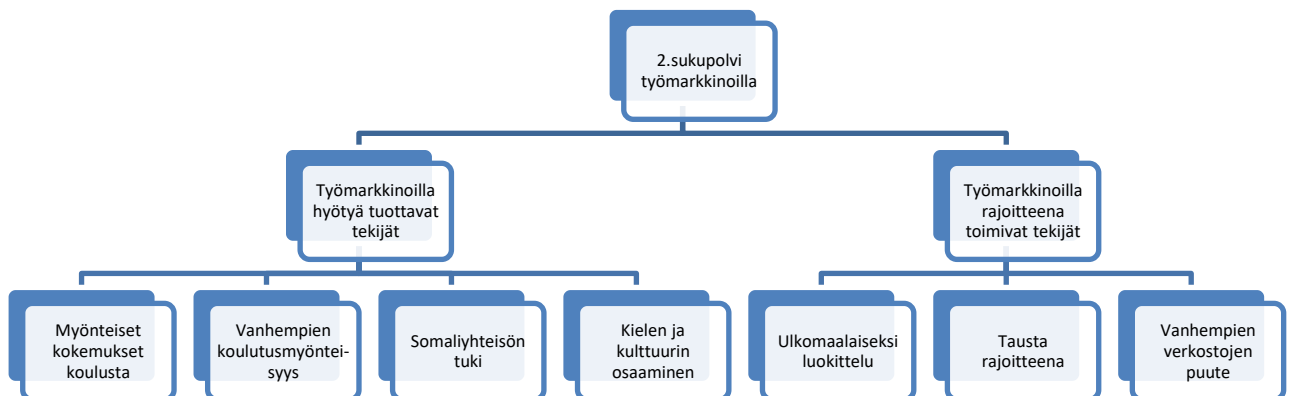 2.sukupolvi
työmarkkinoilla
Työmarkkinoilla
hyötyä tuottavat
tekijät
Työmarkkinoilla
rajoitteena
toimivat tekijät
Myönteiset
kokemukset
koulusta
Vanhempien
koulutusmyöntei-
syys
Somaliyhteisön
tuki
Kielen ja
kulttuurin
osaaminen
Ulkomaalaiseksi
luokittelu
Tausta
rajoitteena
Vanhempien
verkostojen
puute